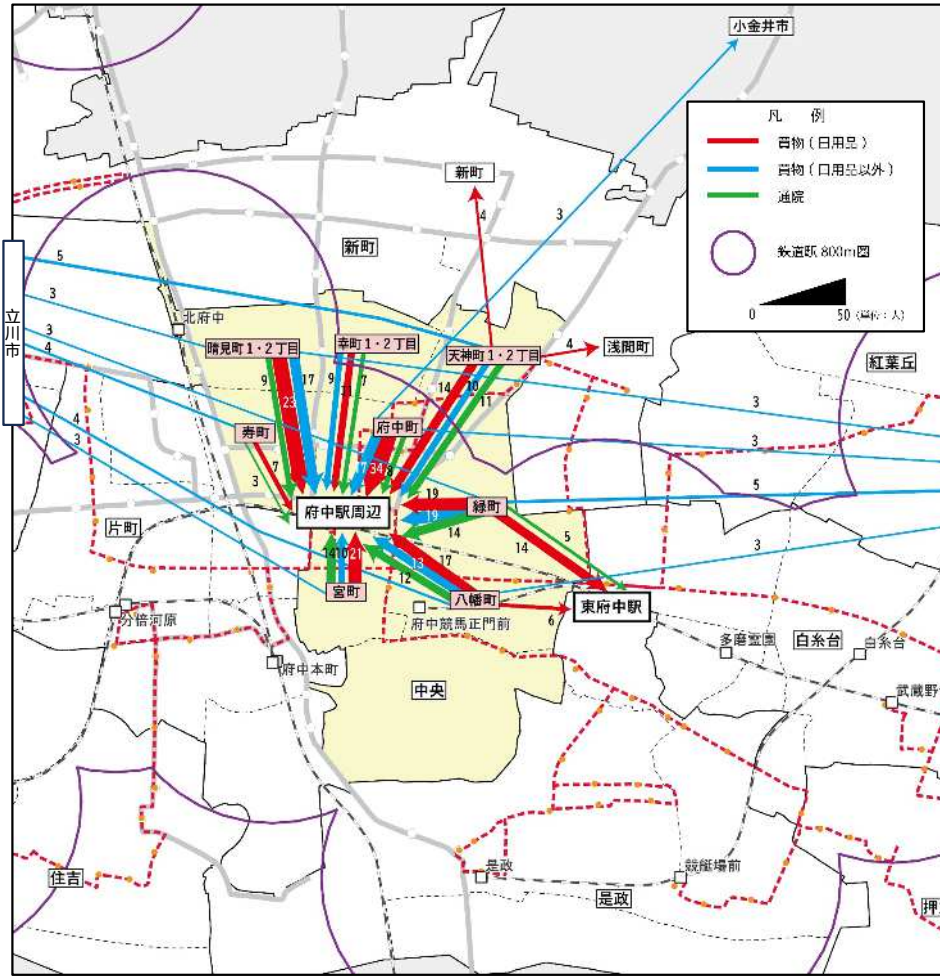 小金井市
凡　例
買物（日用品）
買物（日用品以外）
通院
鉄道駅 800m図
0
50
（単位：人）
新町
4
3
新町
5
立川市
3
3
4
4
3
北府中
晴見町 1・2 丁目
幸町 1・2 丁目
天神町 1・2 丁目
4
浅間町
紅葉丘
9
23
17
9
11
7
14
10
11
寿町
府中町
7
3
34
8
3
3
5
3
府中駅周辺
19
19
14
緑町
14
5
片町
14
10
21
宮町
12
13
17
八幡町
6
東府中駅
府中競馬正門前
分倍河原
府中本町
多磨霊園
白糸台
白糸台
武蔵野
中央
住吉
是政
競艇場前
是政
押